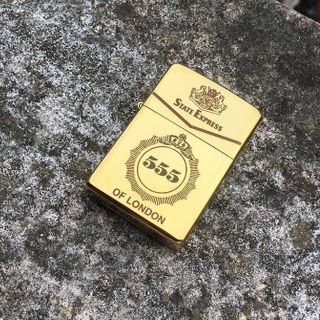 STATE EXPRESS
555
OF LONDON